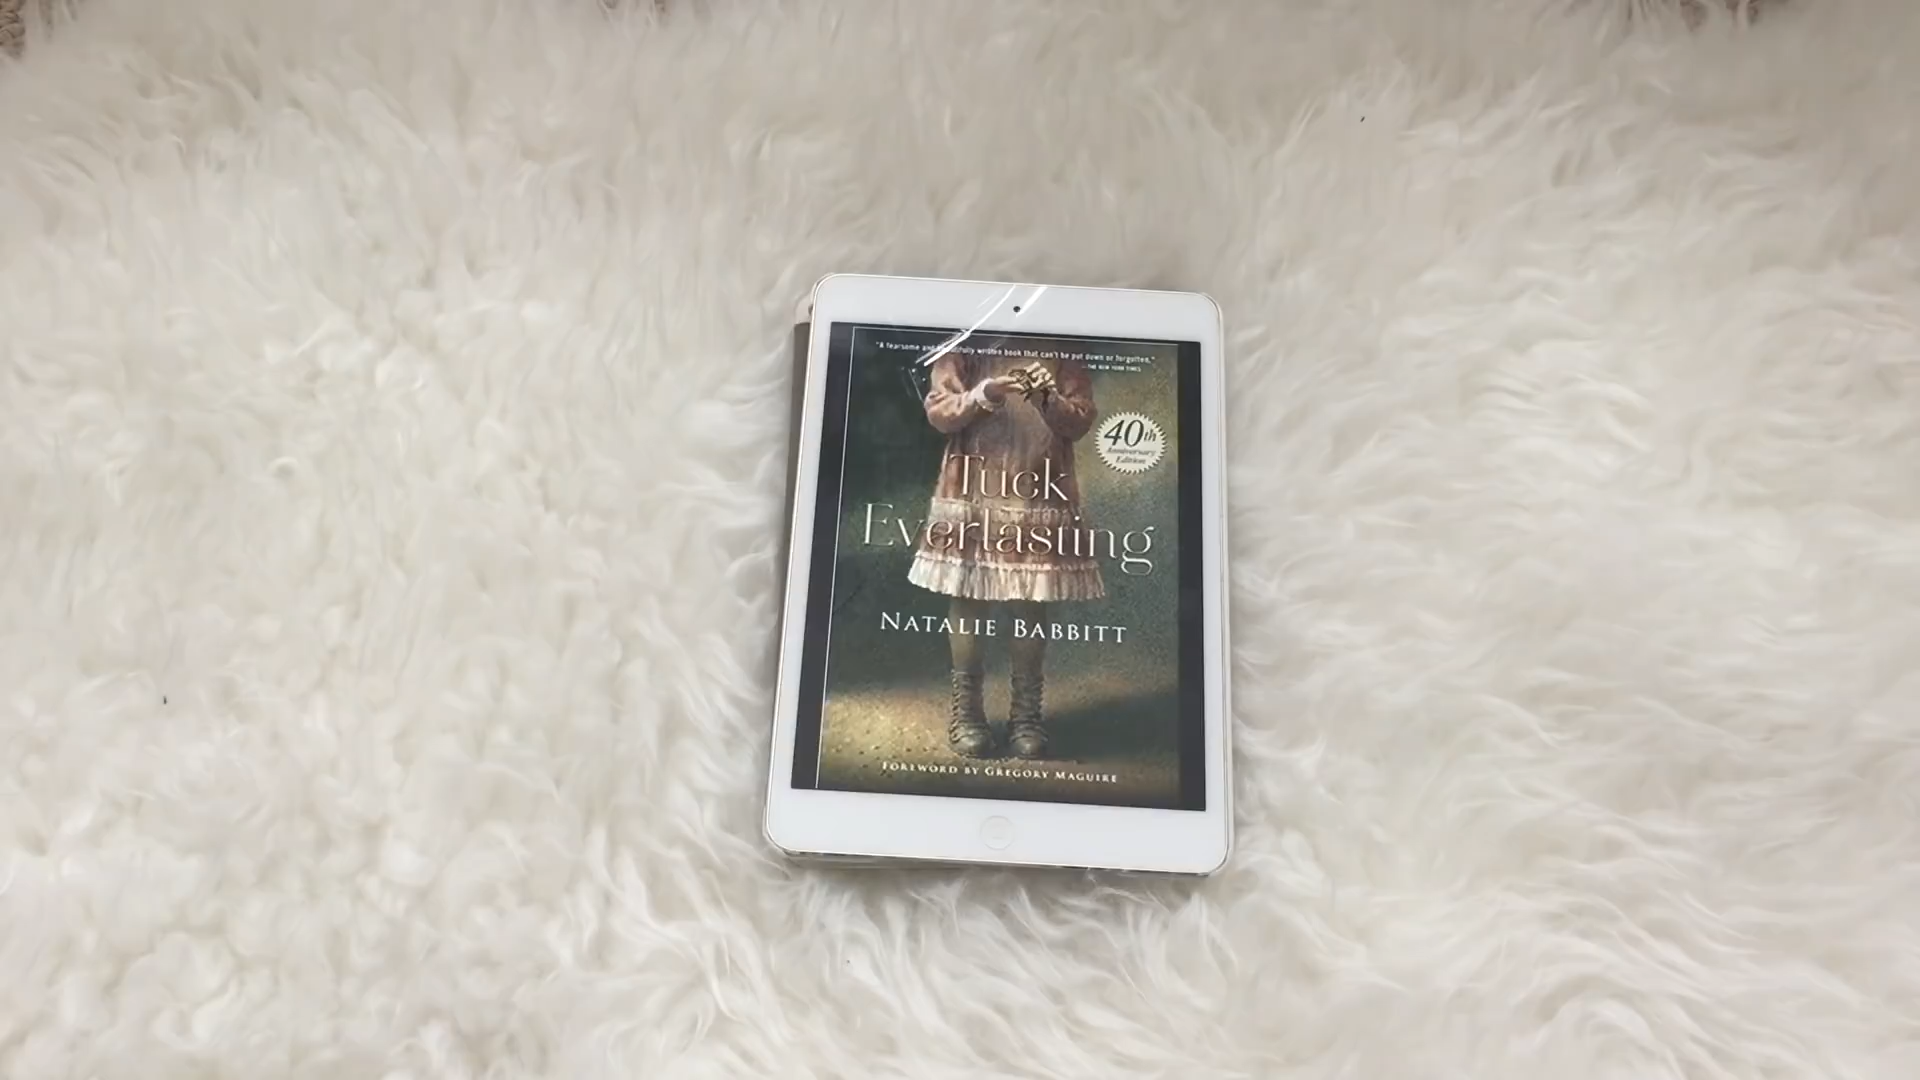 "A fearsome and beautifully written book that can't be put down or forgotten."
—THE NEW YORK TIMES
40th
Anniversary
Edition
Tuck
Everlasting
NATALIE BABBITT
FOREWORD BY GREGORY MAGUIRE